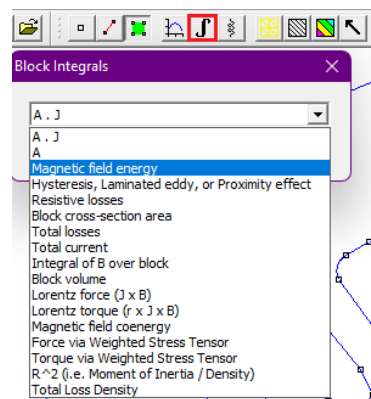 Block Integrals
A . J
A . J
A
Magnetic field energy
Hysteresis, Laminated eddy, or Proximity effect
Resistive losses
Block cross-section area
Total losses
Total current
Integral of B over block
Block volume
Lorentz force (J x B)
Lorentz torque (r x J x B)
Magnetic field coenergy
Force via Weighted Stress Tensor
Torque via Weighted Stress Tensor
R^2 (i.e. Moment of Inertia / Density)
Total Loss Density